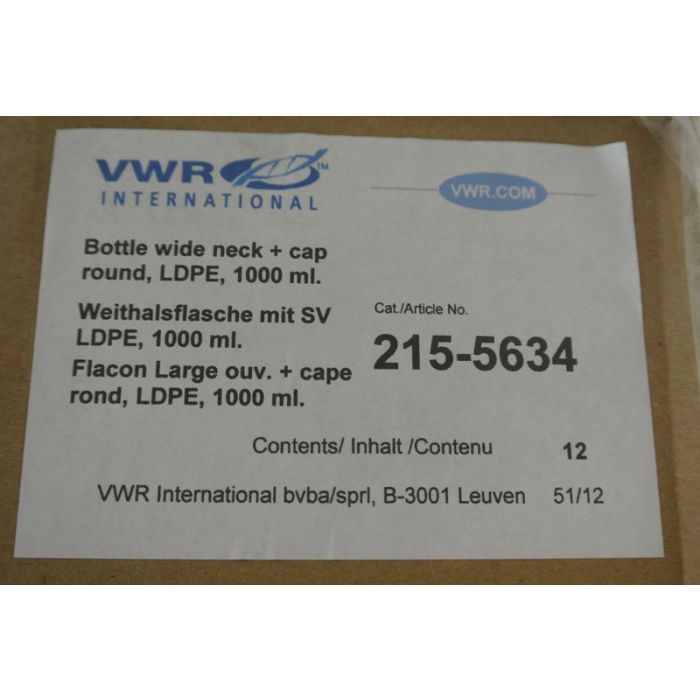 VWR ™
INTERNATIONAL
VWR.COM
Bottle wide neck + cap
round, LDPE, 1000 ml.
Weithalsflasche mit SV
LDPE, 1000 ml.
Flacon Large ouv. + cape
rond, LDPE, 1000 ml.
Cat./Article No.
215-5634
Contents/ Inhalt /Contenu 12
VWR International bvba/sprl, B-3001 Leuven 51/12